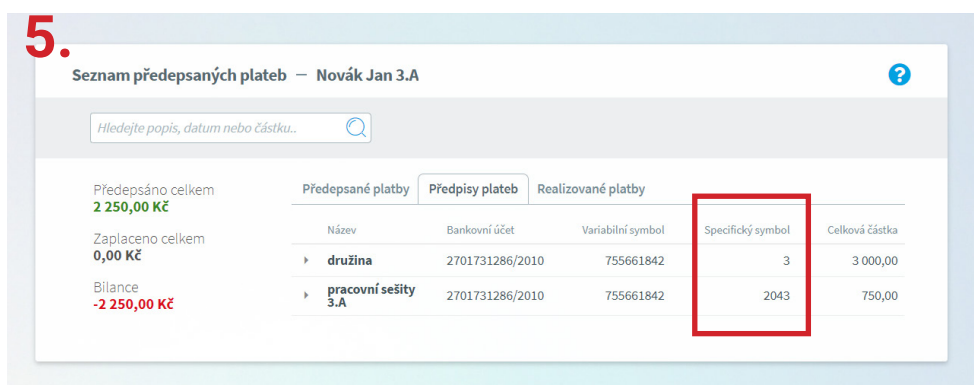 5.
Seznam předepsaných plateb — Novák Jan 3.A
?
Hledejte popis, datum nebo částku..
Předepsáno celkem
2 250,00 Kč
Zaplaceno celkem
0,00 Kč
Bilance
-2 250,00 Kč
Předepsané platby Předpisy plateb Realizované platby
Název Bankovní účet Variabilní symbol Specifický symbol Celková částka
družina 2701731286/2010 755661842 3 3 000,00
pracovní sešity
3.A 2701731286/2010 755661842 2043 750,00